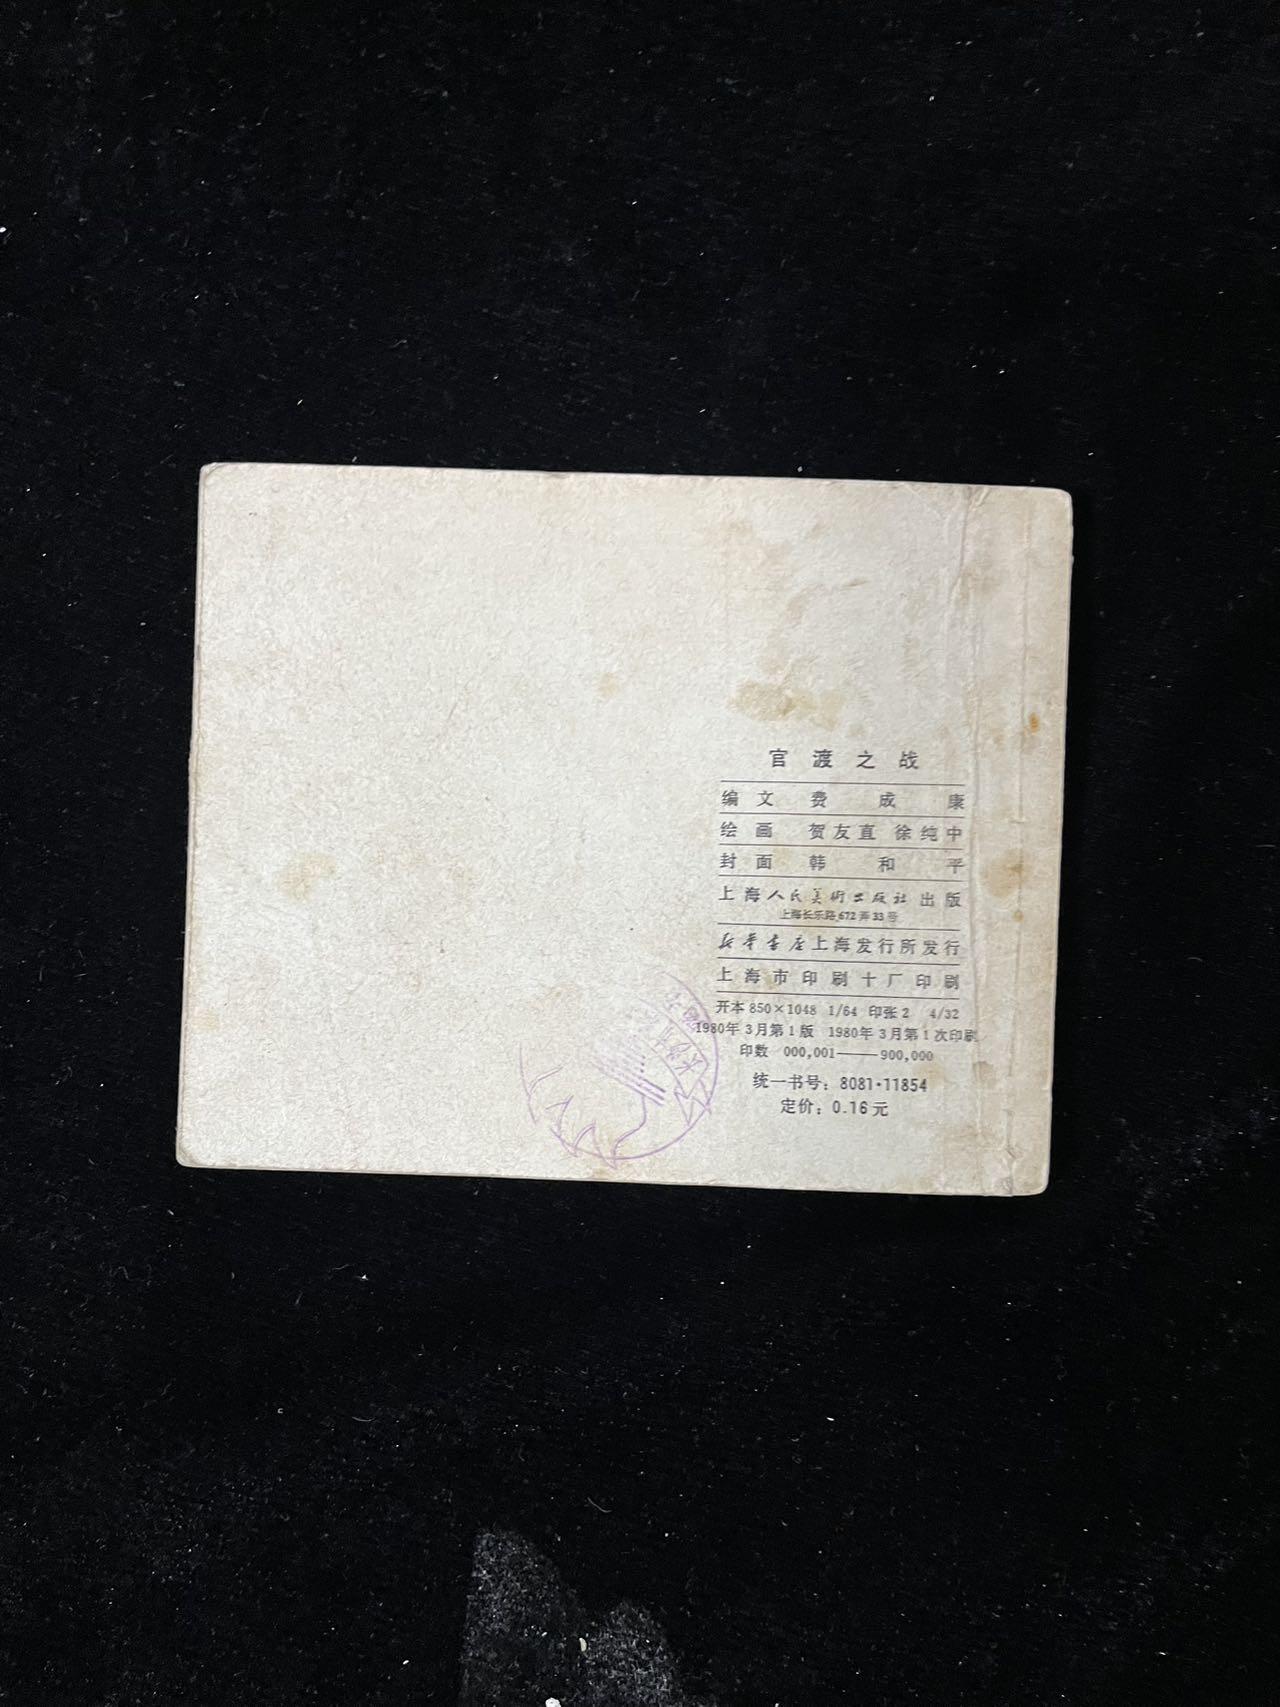 官渡之战
编文 费成康
绘画 贺友直 徐纯中
封面 韩和平
上海人民美術出版社出版
上海长乐路672弄33号
新华书店上海发行所发行
上海市印刷十厂印刷
开本 850×1048 1/64 印张 2 4/32
1980年3月第1版 1980年3月第1次印刷
印数 000,001——900,000
统一书号：8081·11854
定价：0.16元